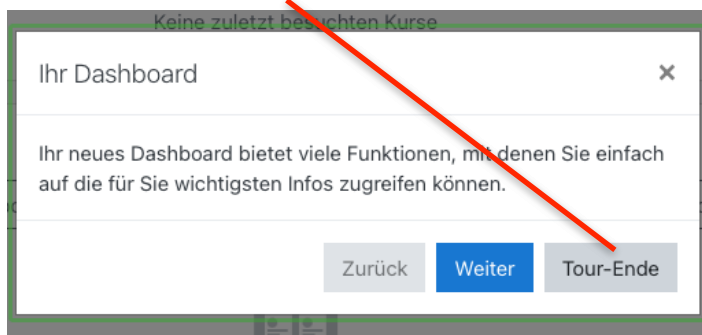 Keine zuletzt besuchten Kurse
Ihr Dashboard ×
Ihr neues Dashboard bietet viele Funktionen, mit denen Sie einfach
auf die für Sie wichtigsten Infos zugreifen können.
Zurück Weiter Tour-Ende